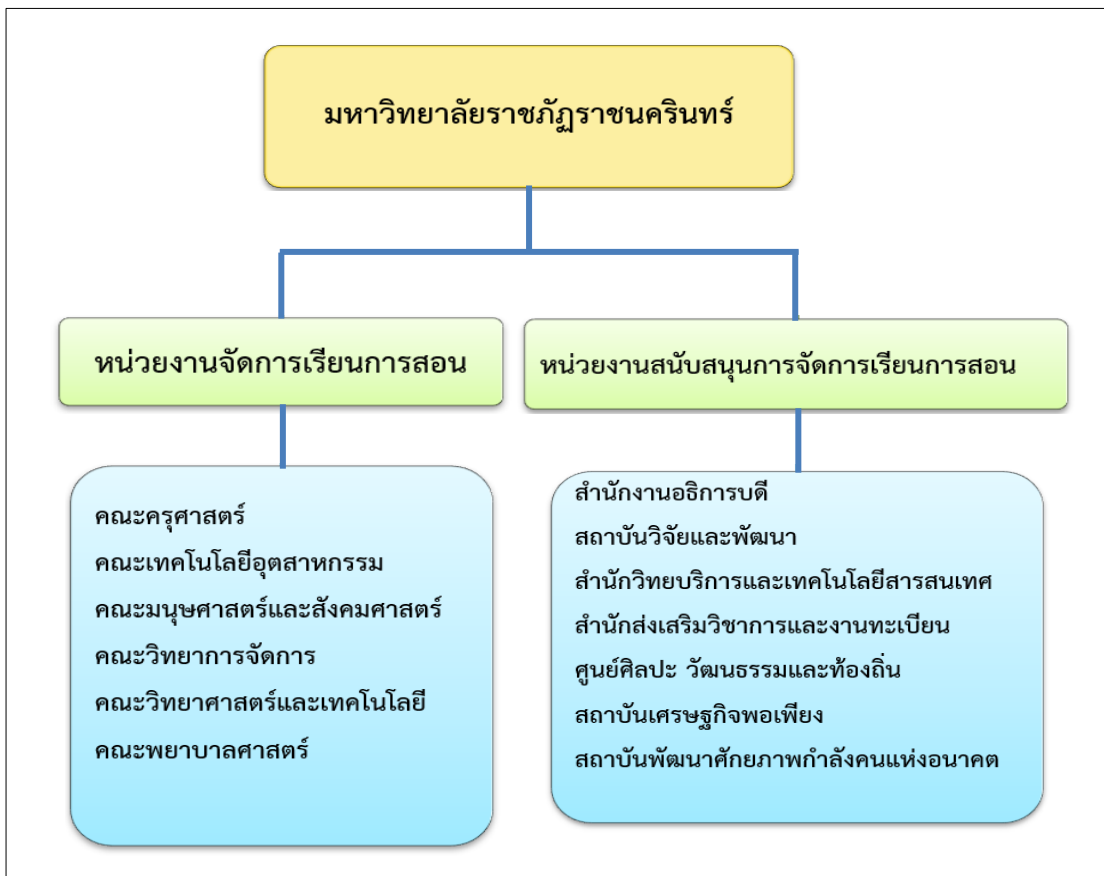 มหาวิทยาลัยราชภัฏราชนครินทร์
หน่วยงานจัดการเรียนการสอน
หน่วยงานสนับสนุนการจัดการเรียนการสอน
คณะครุศาสตร์
คณะเทคโนโลยีอุตสาหกรรม
คณะมนุษศาสตร์และสังคมศาสตร์
คณะวิทยาการจัดการ
คณะวิทยาศาสตร์และเทคโนโลยี
คณะพยาบาลศาสตร์
สำนักงานอธิการบดี
สถาบันวิจัยและพัฒนา
สำนักวิทยบริการและเทคโนโลยีสารสนเทศ
สำนักส่งเสริมวิชาการและงานทะเบียน
ศูนย์ศิลปะ วัฒนธรรมและท้องถิ่น
สถาบันเศรษฐกิจพอเพียง
สถาบันพัฒนาศักยภาพกำลังคนแห่งอนาคต